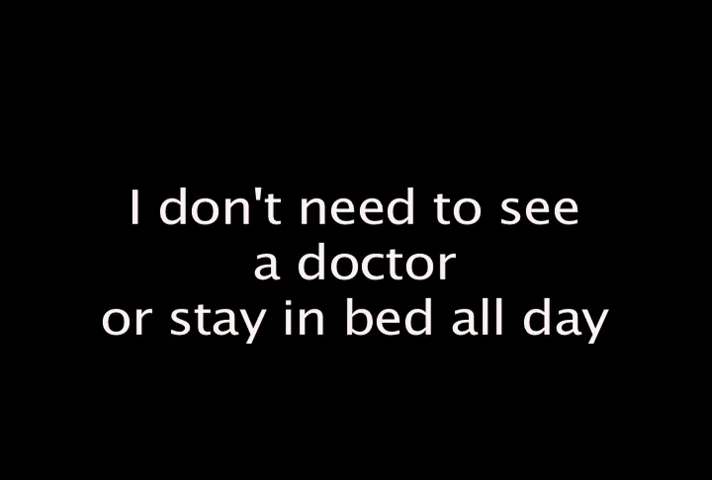 I don't need to see
a doctor
or stay in bed all day